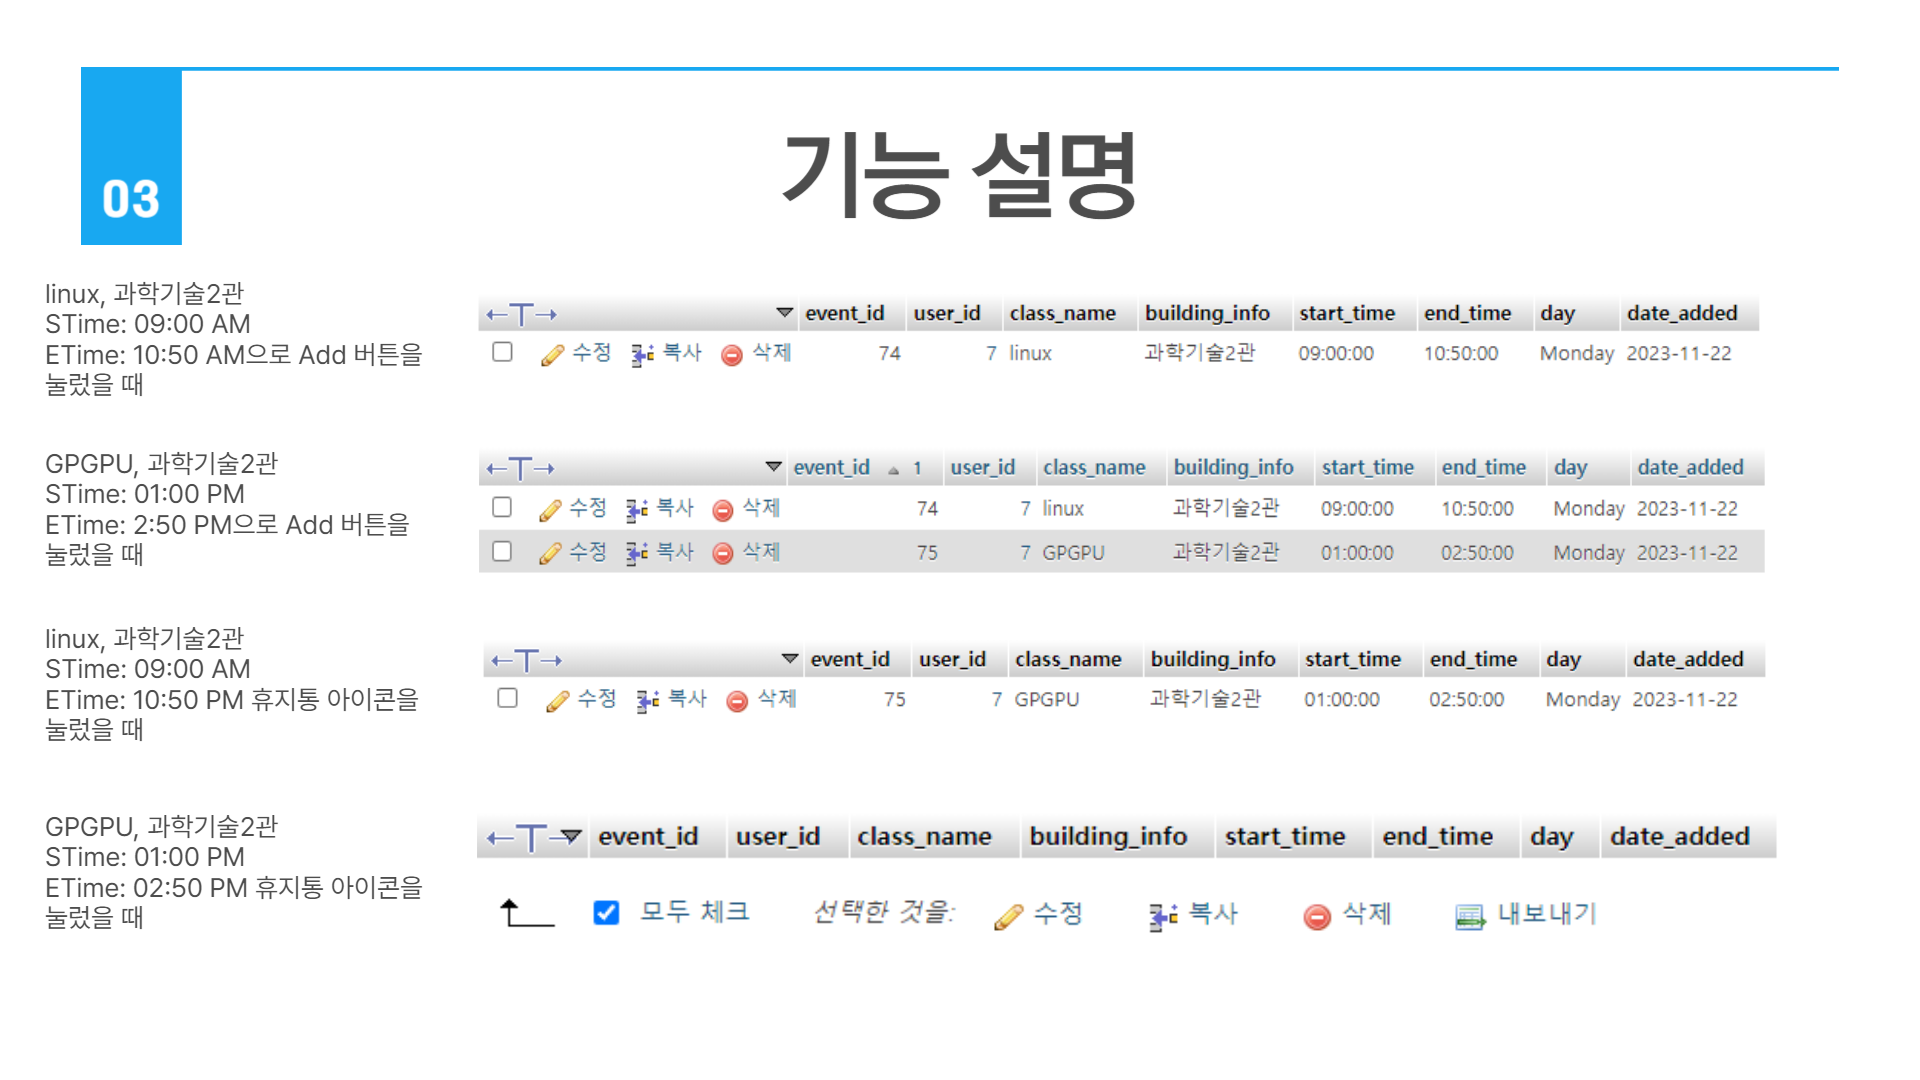 03
기능 설명
linux, 과학기술2관
STime: 09:00 AM
ETime: 10:50 AM으로 Add 버튼을
눌렀을 때
event_id user_id class_name building_info start_time end_time day date_added
수정 복사 삭제 74 7 linux 과학기술2관 09:00:00 10:50:00 Monday 2023-11-22
GPGPU, 과학기술2관
STime: 01:00 PM
ETime: 2:50 PM으로 Add 버튼을
눌렀을 때
event_id 1 user_id class_name building_info start_time end_time day date_added
수정 복사 삭제 74 7 linux 과학기술2관 09:00:00 10:50:00 Monday 2023-11-22
수정 복사 삭제 75 7 GPGPU 과학기술2관 01:00:00 02:50:00 Monday 2023-11-22
linux, 과학기술2관
STime: 09:00 AM
ETime: 10:50 PM 휴지통 아이콘을
눌렀을 때
event_id user_id class_name building_info start_time end_time day date_added
수정 복사 삭제 75 7 GPGPU 과학기술2관 01:00:00 02:50:00 Monday 2023-11-22
GPGPU, 과학기술2관
STime: 01:00 PM
ETime: 02:50 PM 휴지통 아이콘을
눌렀을 때
event_id user_id class_name building_info start_time end_time day date_added
모두 체크 선택한 것을: 수정 복사 삭제 내보내기